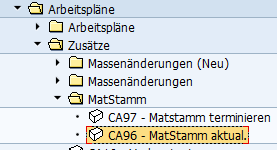 Arbeitspläne
Arbeitspläne
Zusätze
Massenänderungen (Neu)
Massenänderungen
MatStamm
CA97 - Matstamm terminieren
CA96 - MatStamm aktual.